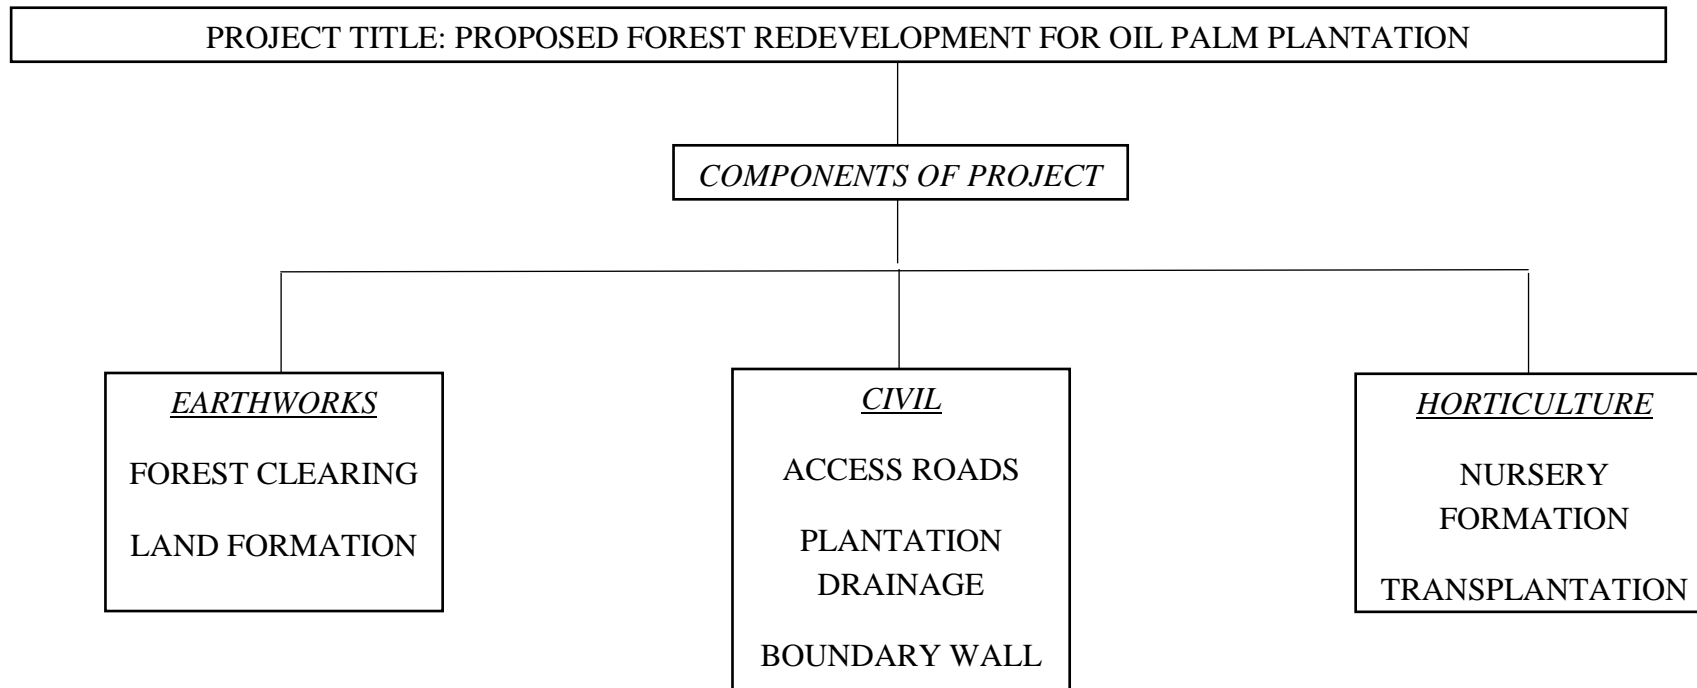 PROJECT TITLE: PROPOSED FOREST REDEVELOPMENT FOR OIL PALM PLANTATION
COMPONENTS OF PROJECT
EARTHWORKS
FOREST CLEARING
LAND FORMATION
CIVIL
ACCESS ROADS
PLANTATION
DRAINAGE
BOUNDARY WALL
HORTICULTURE
NURSERY
FORMATION
TRANSPLANTATION